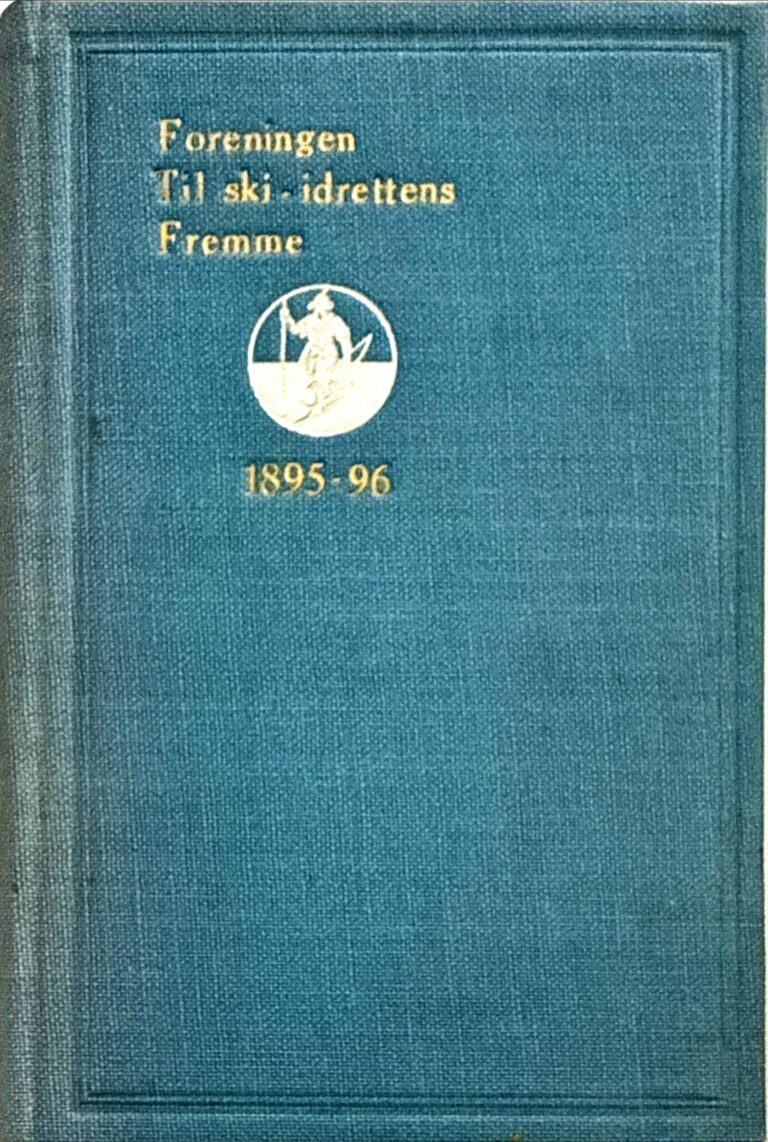 Foreningen
Til ski-idrettens
Fremme
1895-96